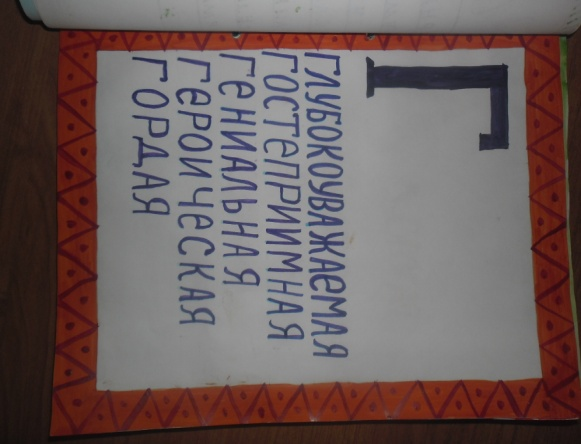 Г
ГЛУБОКОУВАЖАЕМАЯ
ГОСТЕПРИИМНАЯ
ГЕНИАЛЬНАЯ
ГЕРОИЧЕСКАЯ
ГОРДАЯ